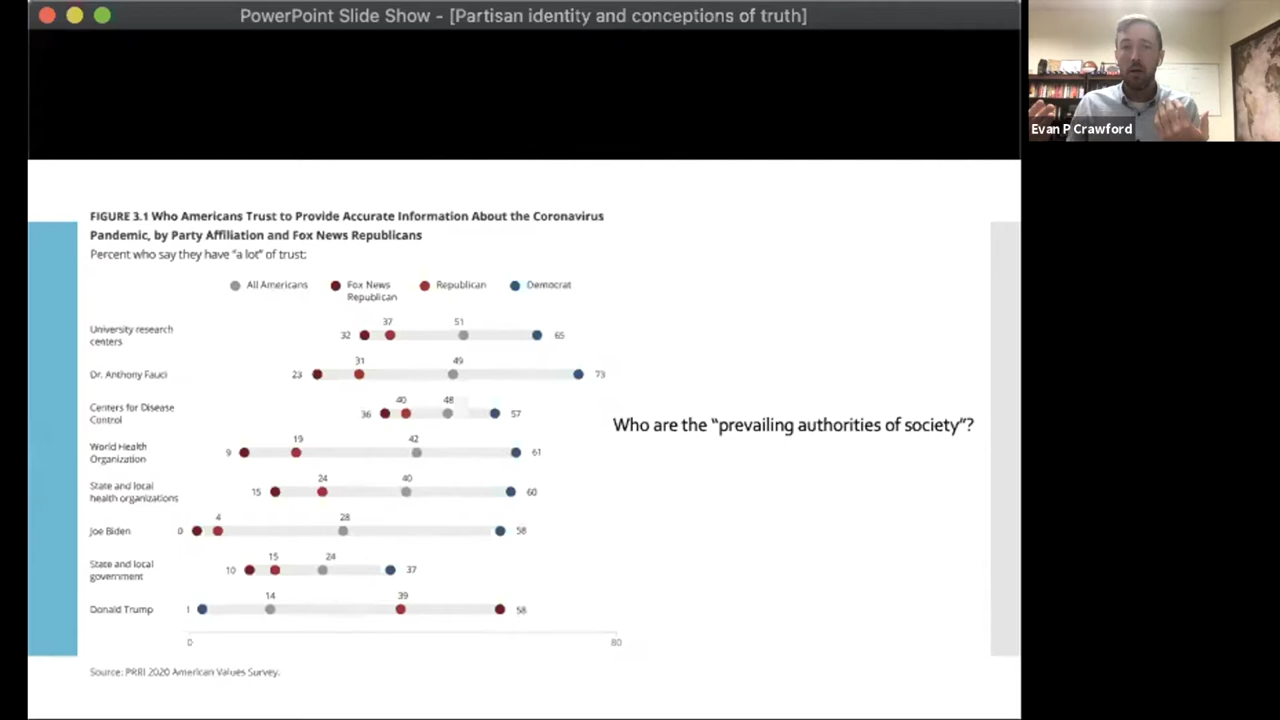 PowerPoint Slide Show - [Partisan identity and conceptions of truth]
Evan P Crawford
FIGURE 3.1 Who Americans Trust to Provide Accurate Information About the Coronavirus
Pandemic, by Party Affiliation and Fox News Republicans
Percent who say they have "a lot" of trust:
All Americans
Fox News
Republican
Republican
Democrat
University research
centers
32 37 51 65
Dr. Anthony Fauci
23 31 49 73
Centers for Disease
Control
36 40 48 57
World Health
Organization
9 19 42 61
State and local
health organizations
15 24 40 60
Joe Biden
0 4 28 58
State and local
government
10 15 24 37
Donald Trump
1 14 39 58
0 80
Source: PRRI 2020 American Values Survey.
Who are the "prevailing authorities of society"?